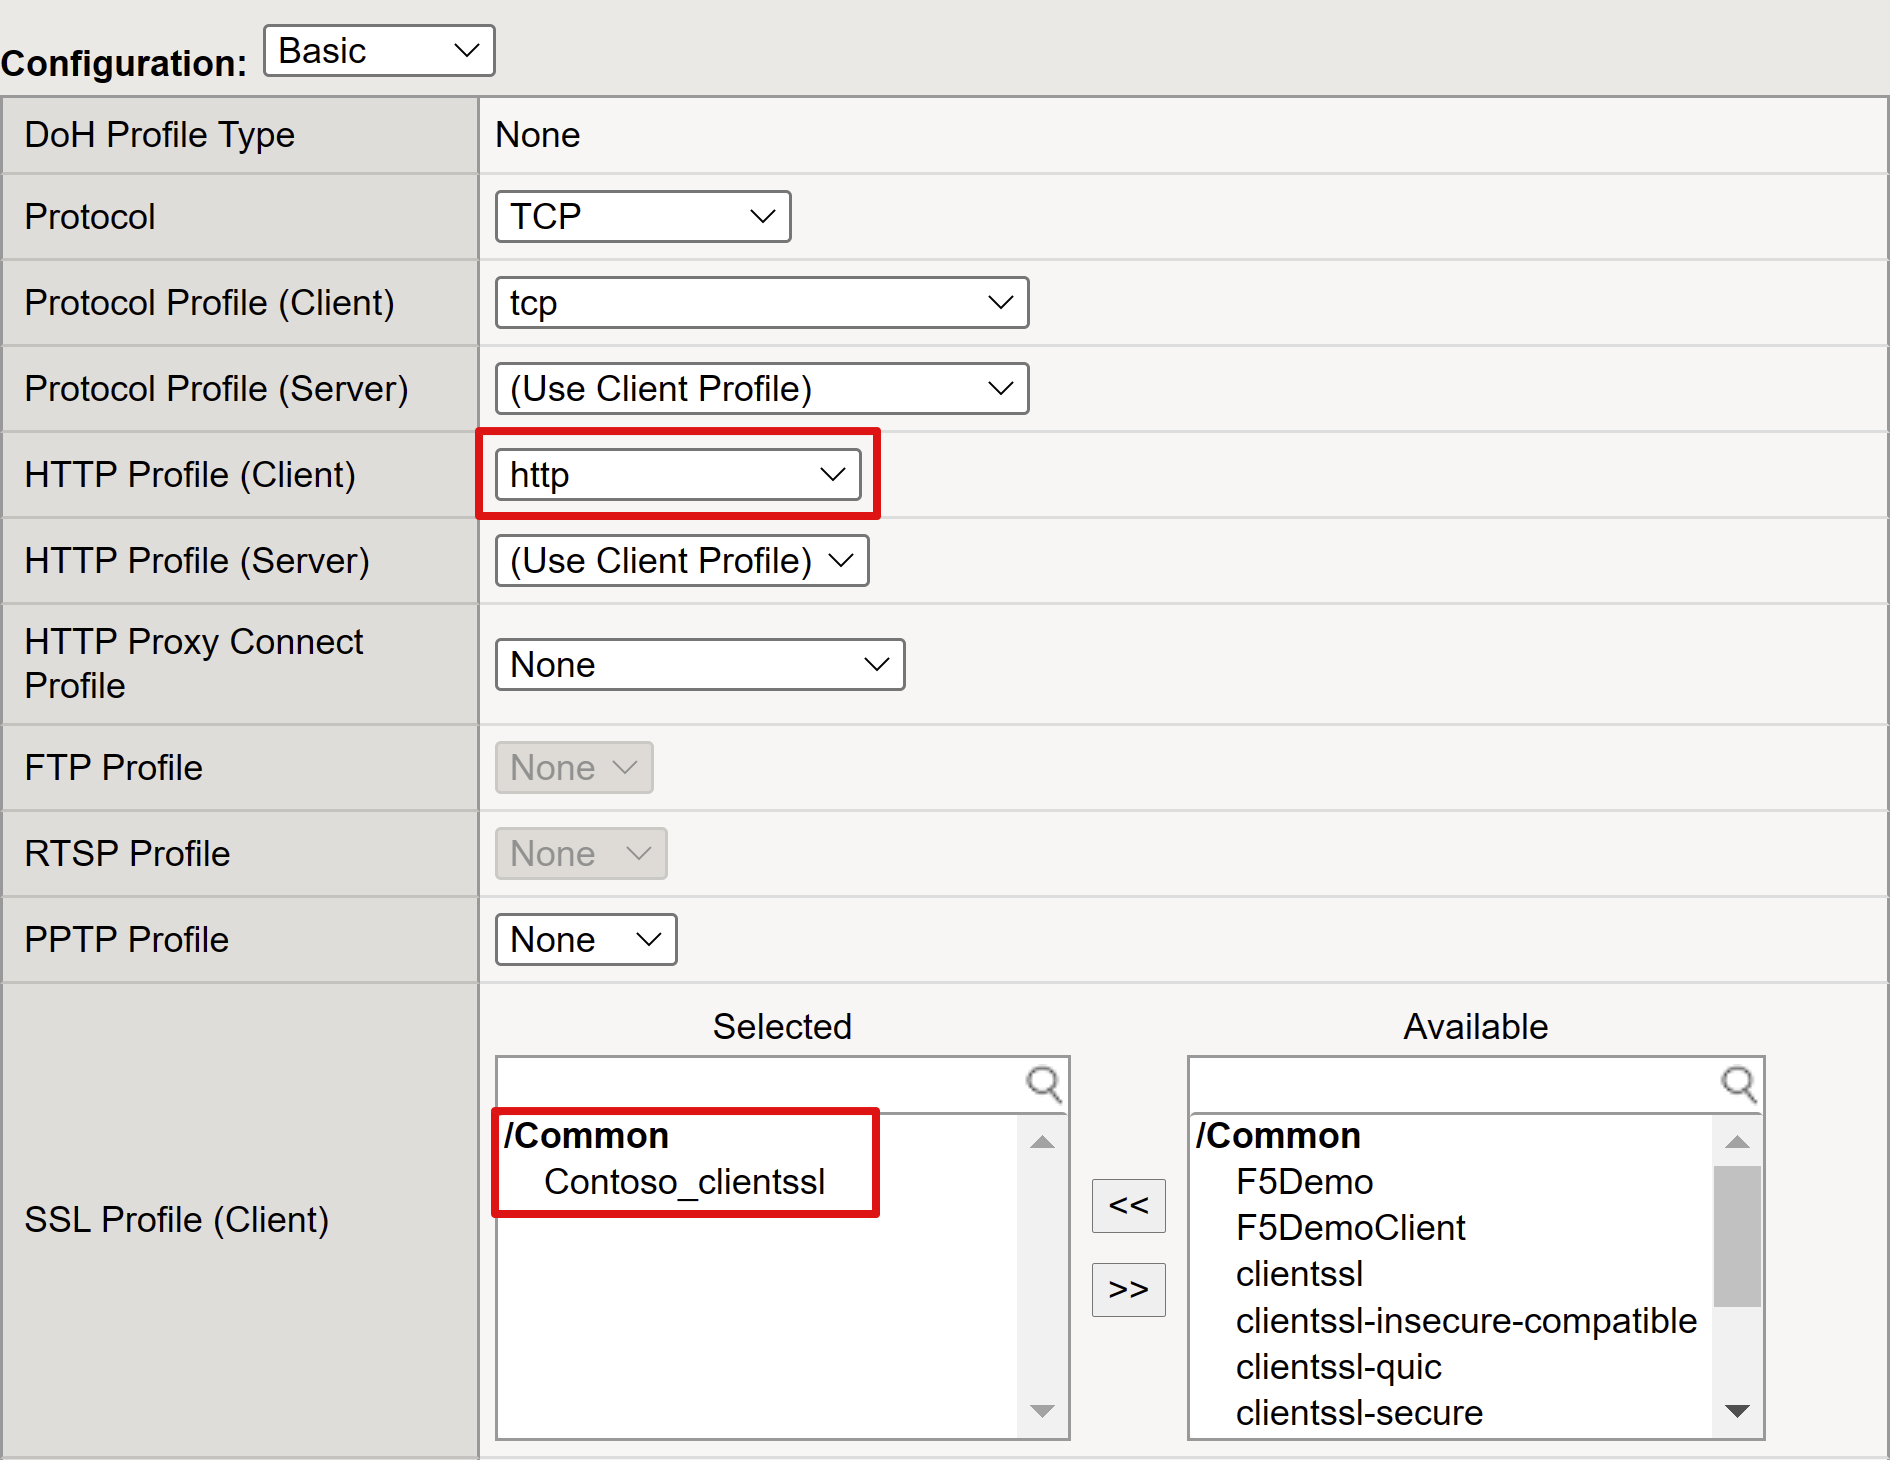 Configuration: Basic
DoH Profile Type None
Protocol TCP
Protocol Profile (Client) tcp
Protocol Profile (Server) (Use Client Profile)
HTTP Profile (Client) http
HTTP Profile (Server) (Use Client Profile)
HTTP Proxy Connect
Profile
None
FTP Profile None
RTSP Profile None
PPTP Profile None
SSL Profile (Client)
Selected
/Common
Contoso_clientssl
<<
>>
Available
/Common
F5Demo
F5DemoClient
clientssl
clientssl-insecure-compatible
clientssl-quic
clientssl-secure